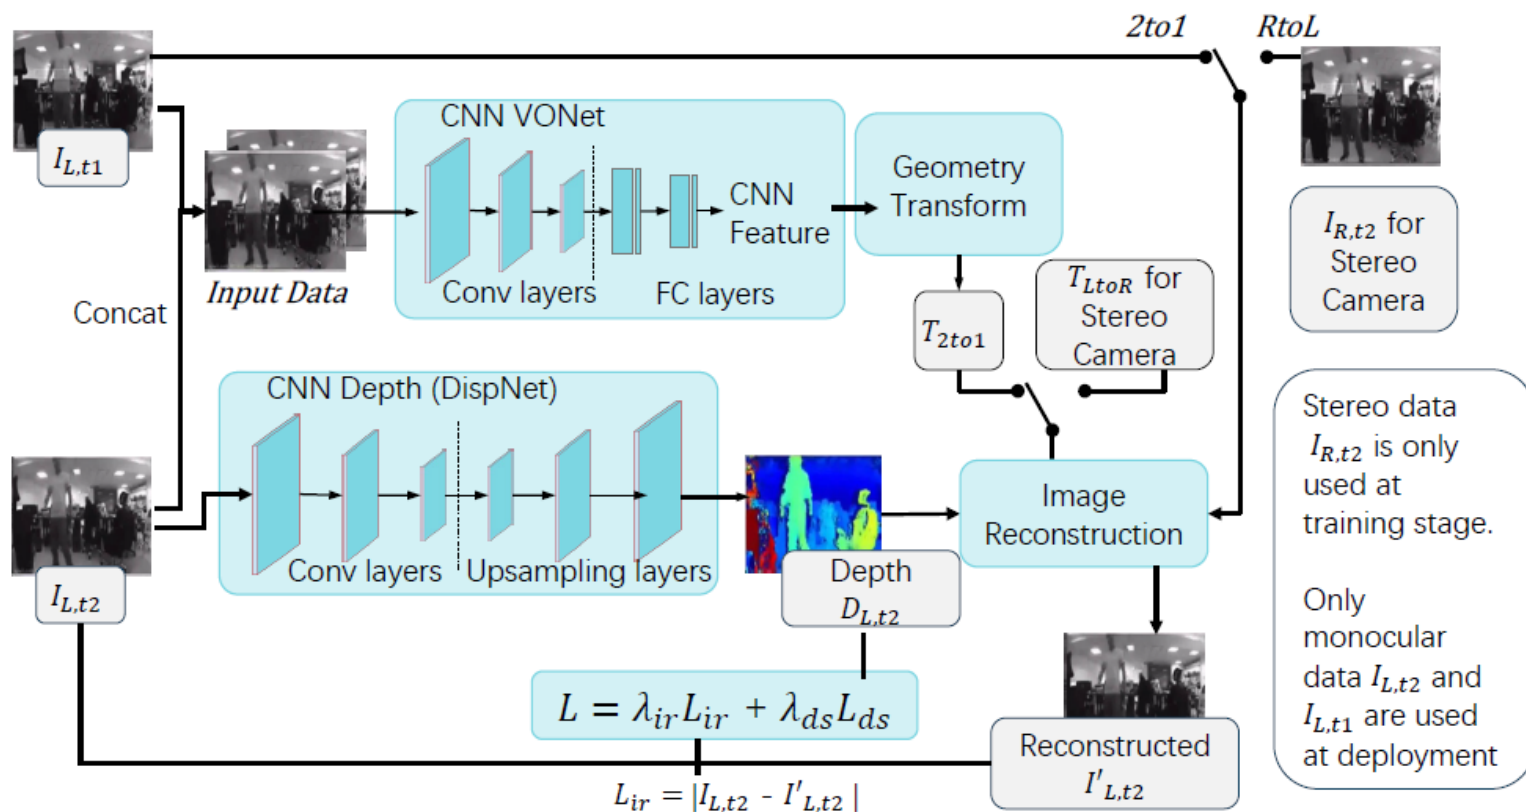 2to1
RtoL
I_{L,t1}
CNN VONet
CNN
Feature
Conv layers
FC layers
Input Data
Concat
Geometry
Transform
T_{2to1}
T_{LtoR} for
Stereo
Camera
I_{R,t2} for
Stereo
Camera
CNN Depth (DispNet)
Conv layers
Upsampling layers
I_{L,t2}
Depth
D_{L,t2}
Image
Reconstruction
Stereo data
I_{R,t2} is only
used at
training stage.
Only
monocular
data I_{L,t2} and
I_{L,t1} are used
at deployment
L = λ_{ir}L_{ir} + λ_{ds}L_{ds}
Reconstructed
I'_{L,t2}
L_{ir} = |I_{L,t2} - I'_{L,t2} |